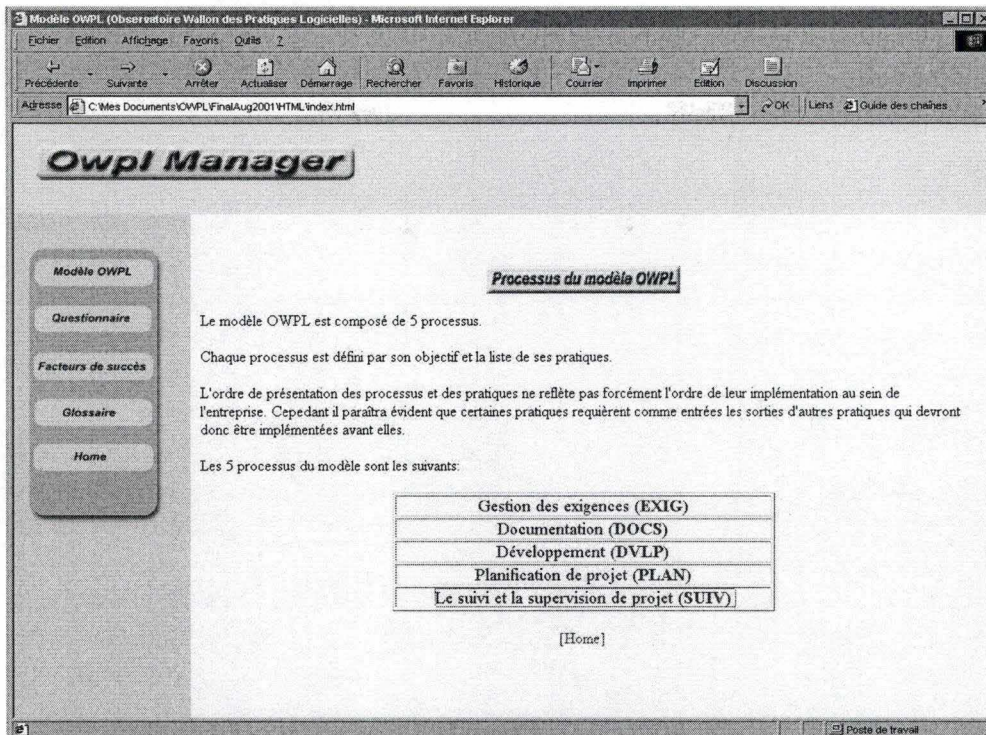 Modèle OWPL (Observatoire Wallon des Pratiques Logicielles) - Microsoft Internet Explorer
Fichier Edition Affichage Favoris Outils ?
Précédente Suivante Arrêter Actualiser Démarrage Rechercher Favoris Historique Courrier Imprimer Edition Discussion
Adresse C:\Mes Documents\OWPL\FinalAug2001\HTML\index.html OK Liens Guide des chaînes
Owpl Manager
Modèle OWPL
Questionnaire
Facteurs de succès
Glossaire
Home
Processus du modèle OWPL
Le modèle OWPL est composé de 5 processus.
Chaque processus est défini par son objectif et la liste de ses pratiques.
L'ordre de présentation des processus et des pratiques ne reflète pas forcément l'ordre de leur implémentation au sein de
l'entreprise. Cepedant il paraîtra évident que certaines pratiques requièrent comme entrées les sorties d'autres pratiques qui devront
donc être implémentées avant elles.
Les 5 processus du modèle sont les suivants:
Gestion des exigences (EXIG)
Documentation (DOCS)
Développement (DVLP)
Planification de projet (PLAN)
Le suivi et la supervision de projet (SUIV)
[Home]
Poste de travail